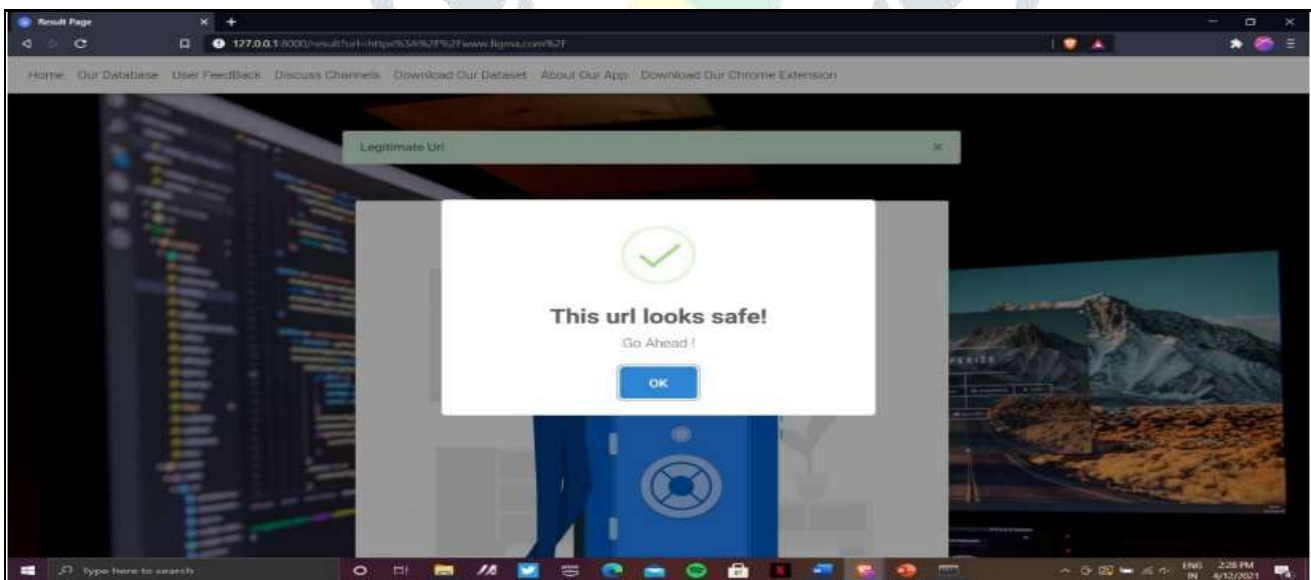 Result Page
127.0.0.1:8000/result?url=https%3A%2F%2Fwww.figma.com%2F
Home Our Database User FeedBack Discuss Channels Download Our Dataset About Our App Download Our Chrome Extension
Legitimate Url
This url looks safe!
Go Ahead !
OK
Type here to search
ENG 2:28 PM
IN 4/12/2021